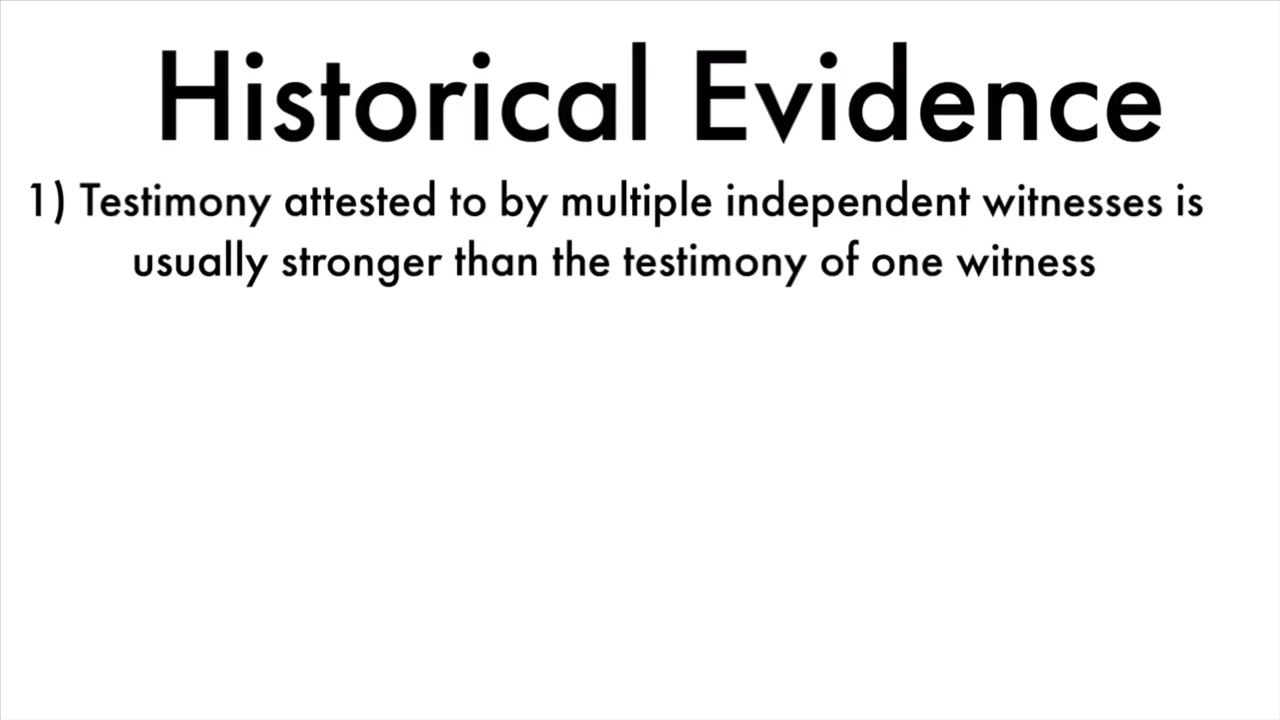 Historical Evidence
1) Testimony attested to by multiple independent witnesses is
usually stronger than the testimony of one witness